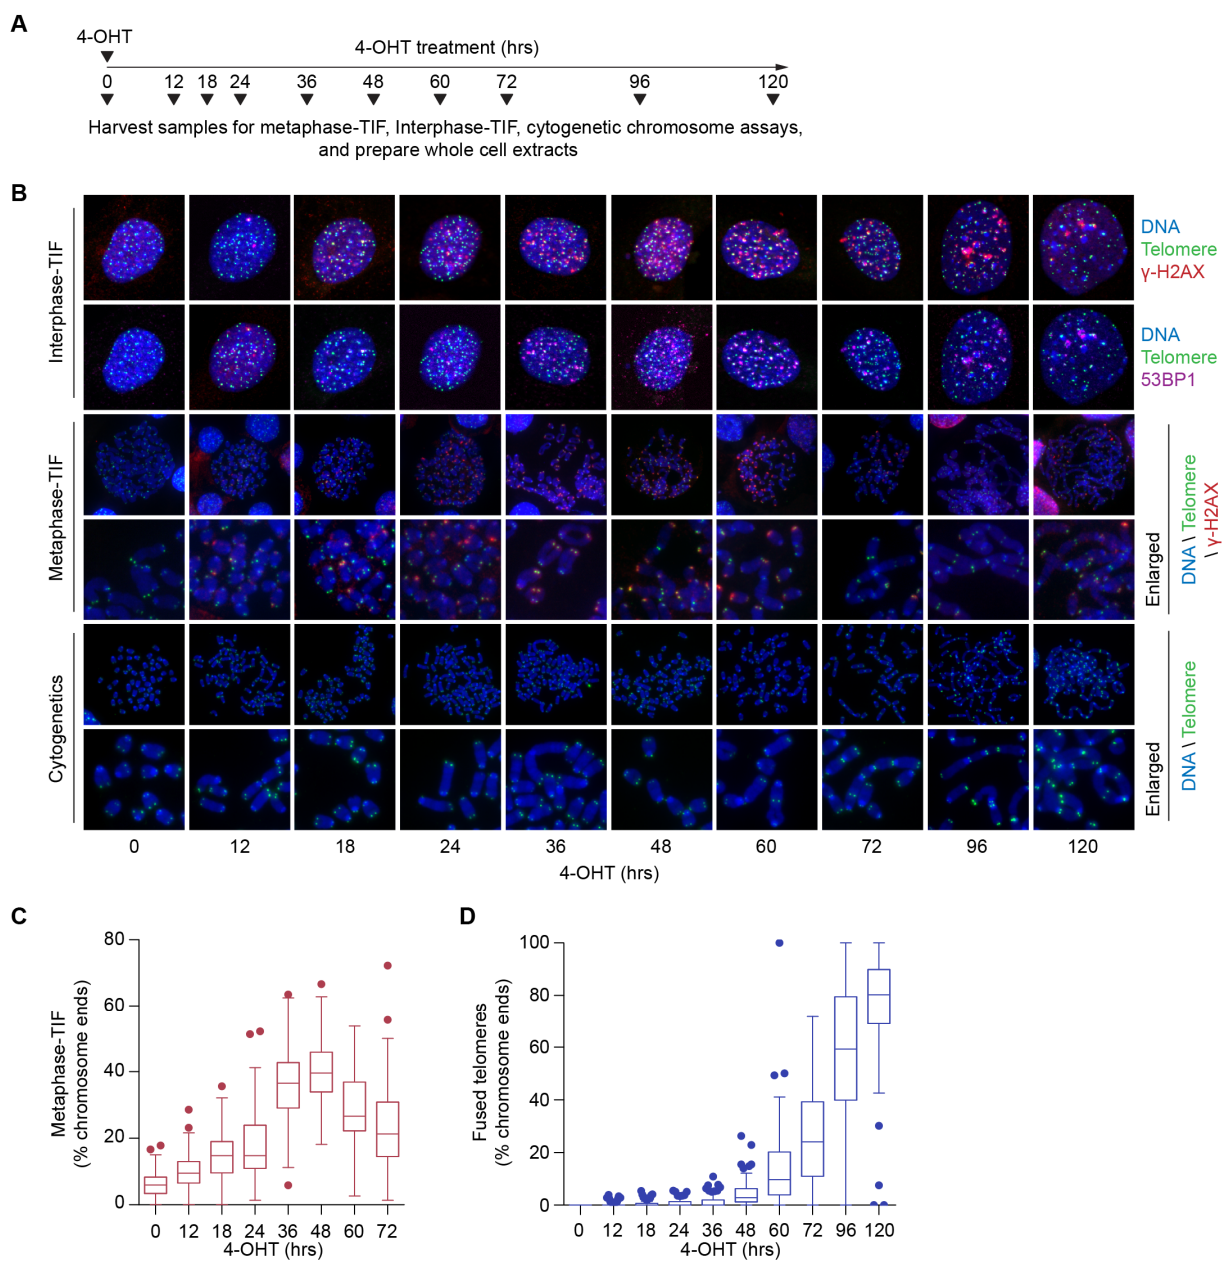 A
4-OHT
4-OHT treatment (hrs)
0 12 18 24 36 48 60 72 96 120
Harvest samples for metaphase-TIF, Interphase-TIF, cytogenetic chromosome assays,
and prepare whole cell extracts
B
Interphase-TIF
DNA
Telomere
γ-H2AX
DNA
Telomere
53BP1
Metaphase-TIF
Enlarged
DNA \ Telomere
\ γ-H2AX
Cytogenetics
Enlarged
DNA \ Telomere
0 12 18 24 36 48 60 72 96 120
4-OHT (hrs)
C
Metaphase-TIF
(% chromosome ends)
80
60
40
20
0
0 12 18 24 36 48 60 72
4-OHT (hrs)
D
Fused telomeres
(% chromosome ends)
100
80
60
40
20
0
0 12 18 24 36 48 60 72 96 120
4-OHT (hrs)